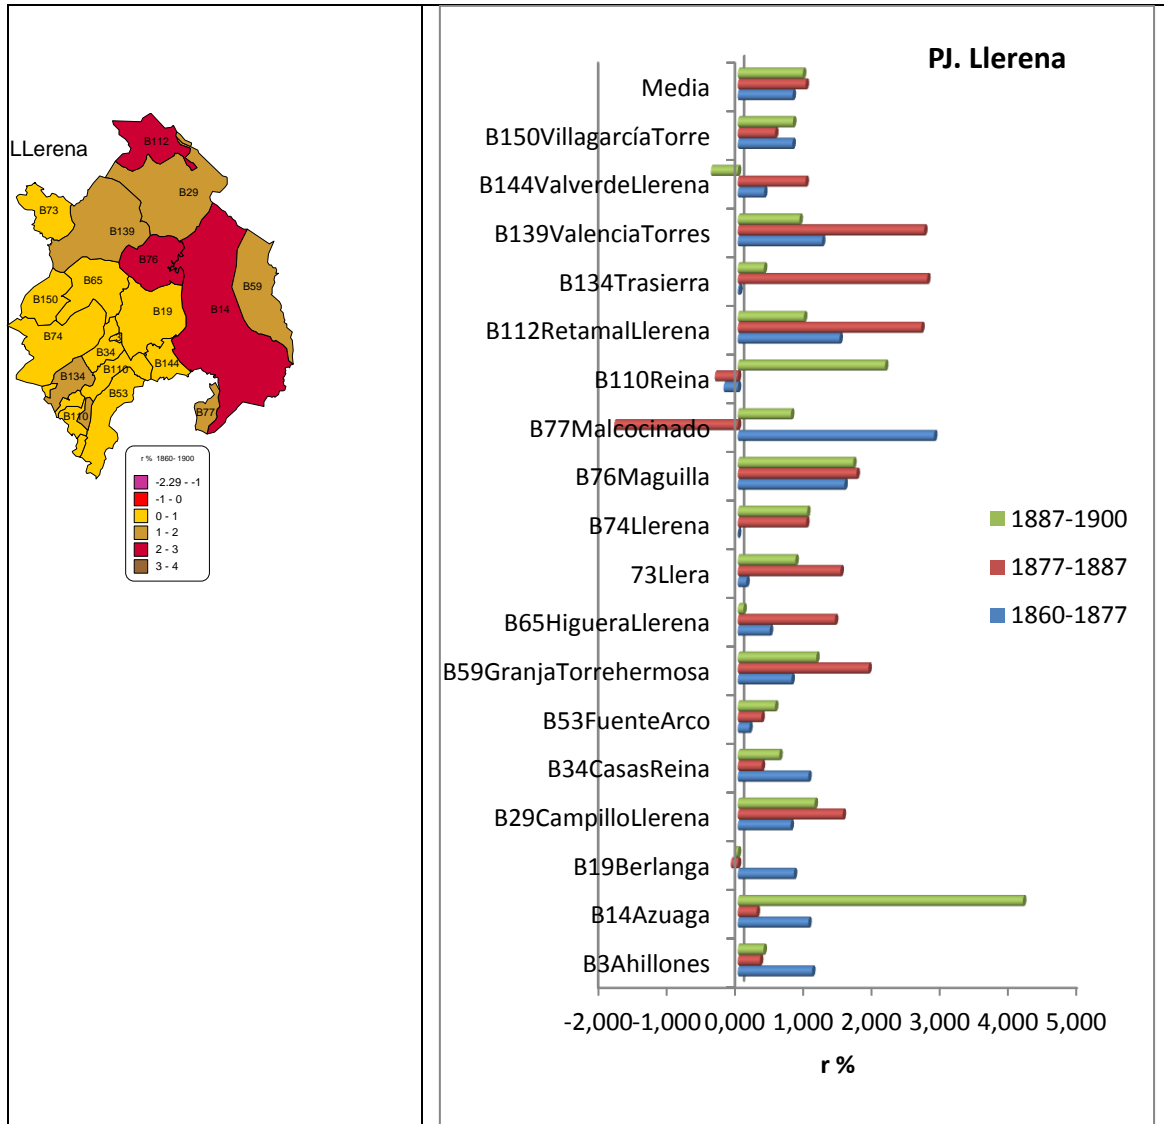 LLerena
B112
B29
B73
B139
B76
B59
B65
B150
B14
B19
B74
B34
3
B110
B144
B134
B53
B110
B77
r % 1860- 1900
-2.29 - -1
-1 - 0
0 - 1
1 - 2
2 - 3
3 - 4
PJ. Llerena
Media
B150VillagarcíaTorre
B144ValverdeLlerena
B139ValenciaTorres
B134Trasierra
B112RetamalLlerena
B110Reina
B77Malcocinado
B76Maguilla
B74Llerena
73Llera
B65HigueraLlerena
B59GranjaTorrehermosa
B53FuenteArco
B34CasasReina
B29CampilloLlerena
B19Berlanga
B14Azuaga
B3Ahillones
1887-1900
1877-1887
1860-1877
-2,000 -1,000 0,000 1,000 2,000 3,000 4,000 5,000
r %